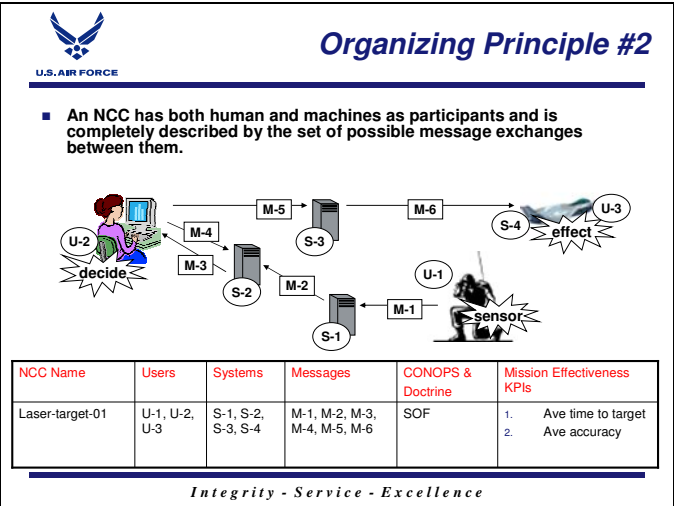 Organizing Principle #2
U.S. AIR FORCE
■ An NCC has both human and machines as participants and is
completely described by the set of possible message exchanges
between them.
M-5
M-6
U-3
S-4
effect
M-4
S-3
U-2
M-3
decide
S-2
M-2
U-1
M-1
sensor
S-1
NCC Name Users Systems Messages CONOPS & Mission Effectiveness
Doctrine KPIs
Laser-target-01 U-1, U-2, S-1, S-2, M-1, M-2, M-3, SOF 1. Ave time to target
U-3 S-3, S-4 M-4, M-5, M-6 2. Ave accuracy
Integrity - Service - Excellence